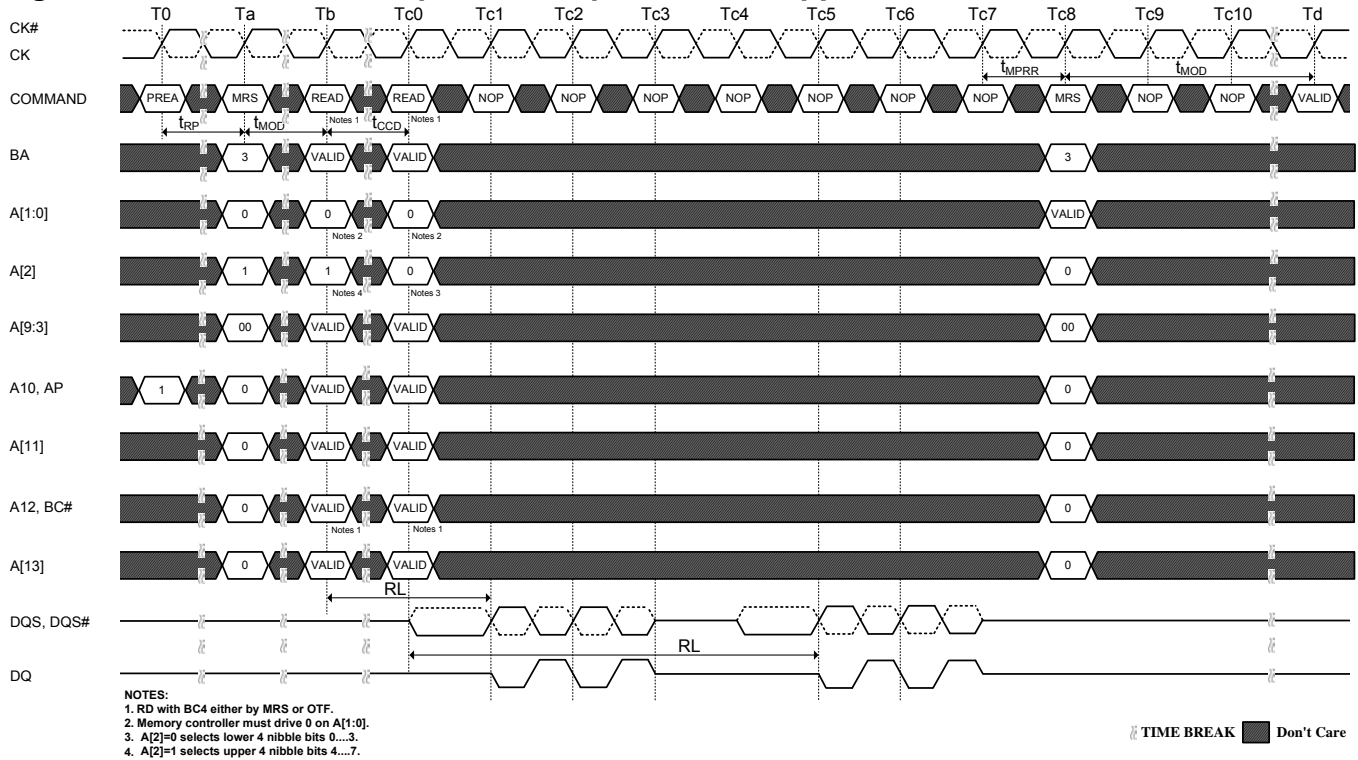 T0 Ta Tb Tc0 Tc1 Tc2 Tc3 Tc4 Tc5 Tc6 Tc7 Tc8 Tc9 Tc10 Td
CK#
CK
tMPRR tMOD
COMMAND PREA MRS READ READ NOP NOP NOP NOP NOP NOP NOP MRS NOP NOP VALID
Notes 1 Notes 1
tRP tMOD tCCD
BA 3 VALID VALID 3
A[1:0] 0 0 0 VALID
Notes 2 Notes 2
A[2] 1 1 0 0
Notes 4 Notes 3
A[9:3] 00 VALID VALID 00
A10, AP 1 0 VALID VALID 0
A[11] 0 VALID VALID 0
A12, BC# 0 VALID VALID 0
Notes 1 Notes 1
A[13] 0 VALID VALID 0
RL
DQS, DQS#
RL
DQ
NOTES:
1. RD with BC4 either by MRS or OTF.
2. Memory controller must drive 0 on A[1:0].
3. A[2]=0 selects lower 4 nibble bits 0....3.
4. A[2]=1 selects upper 4 nibble bits 4....7.
TIME BREAK Don't Care